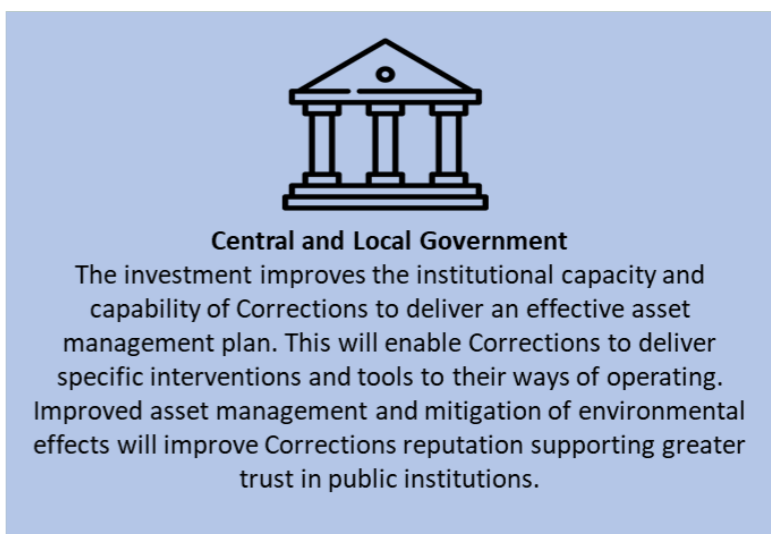 Central and Local Government
The investment improves the institutional capacity and
capability of Corrections to deliver an effective asset
management plan. This will enable Corrections to deliver
specific interventions and tools to their ways of operating.
Improved asset management and mitigation of environmental
effects will improve Corrections reputation supporting greater
trust in public institutions.